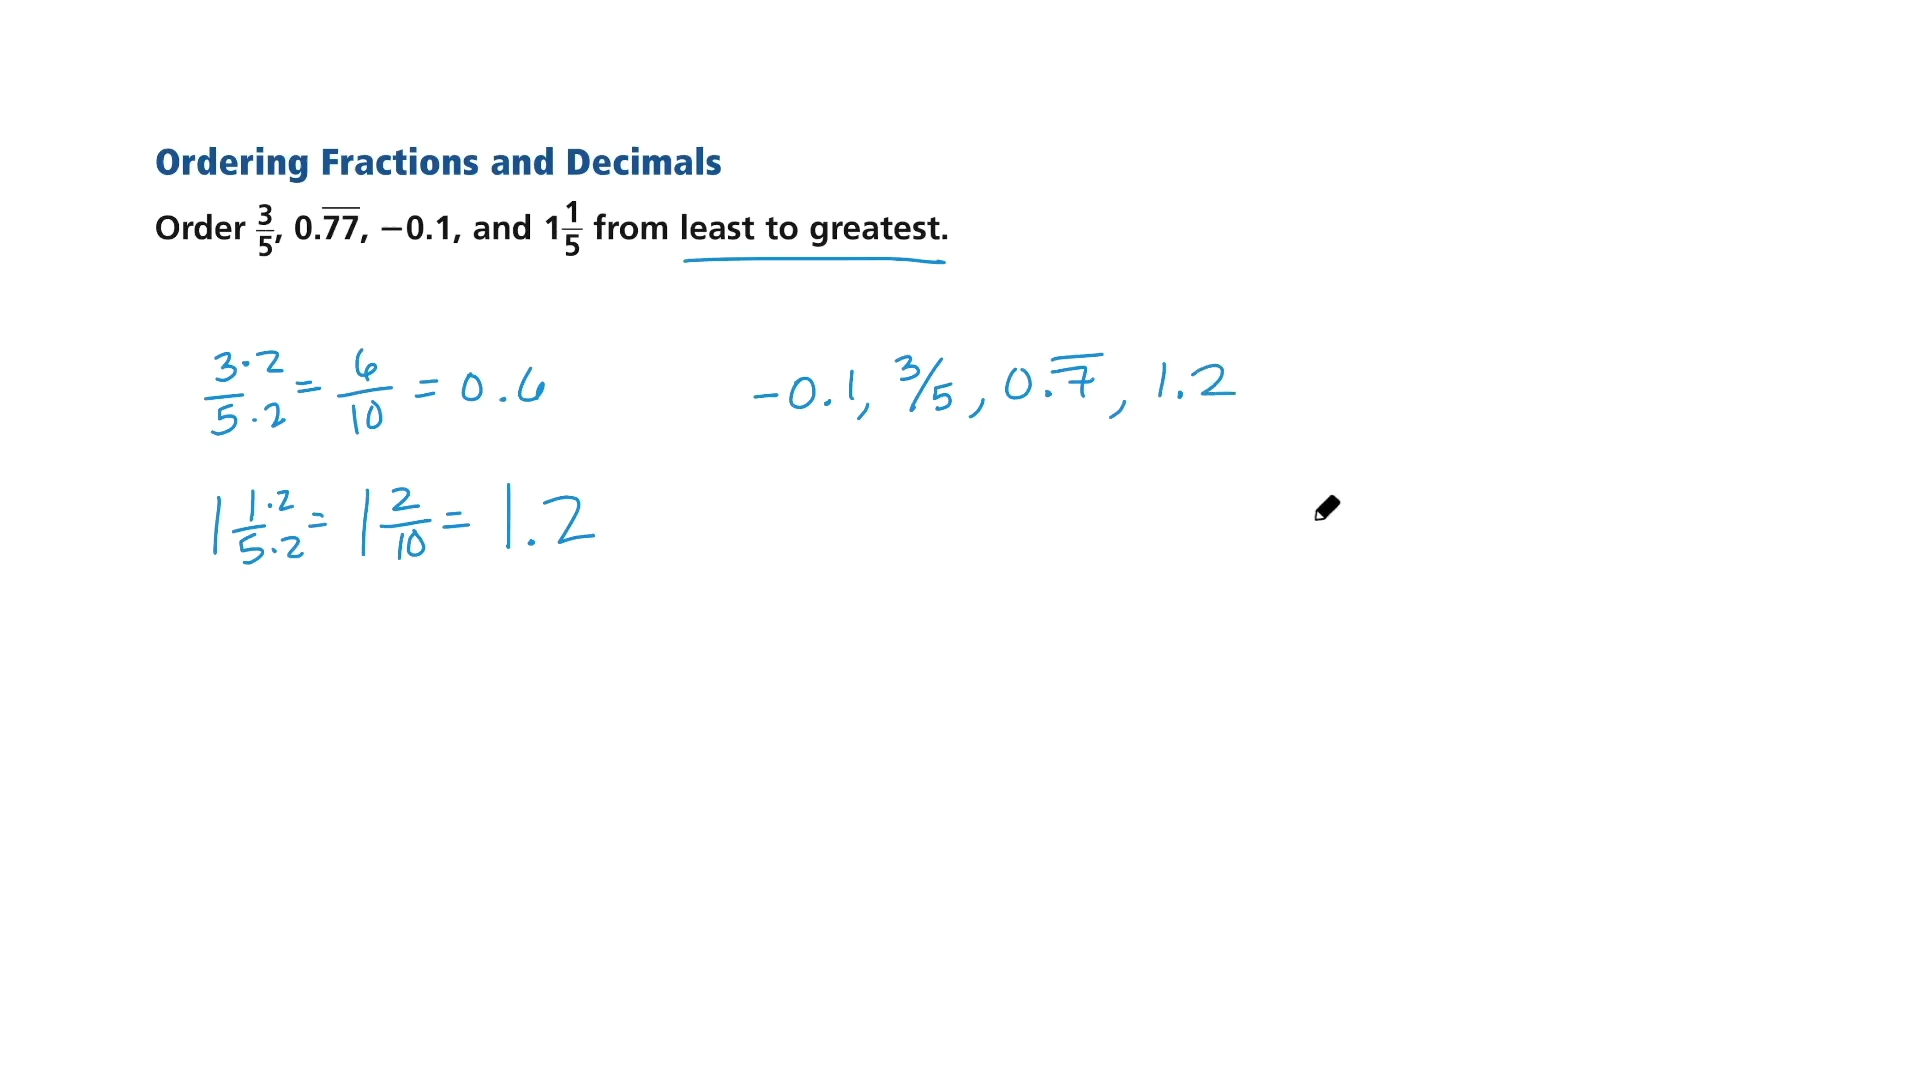 Ordering Fractions and Decimals
Order 3/5, 0.7̅7̅, −0.1, and 1 1/5 from least to greatest.
3·2/5·2 = 6/10 = 0.6
-0.1, 3/5, 0.7̅, 1.2
1 1·2/5·2 = 1 2/10 = 1.2